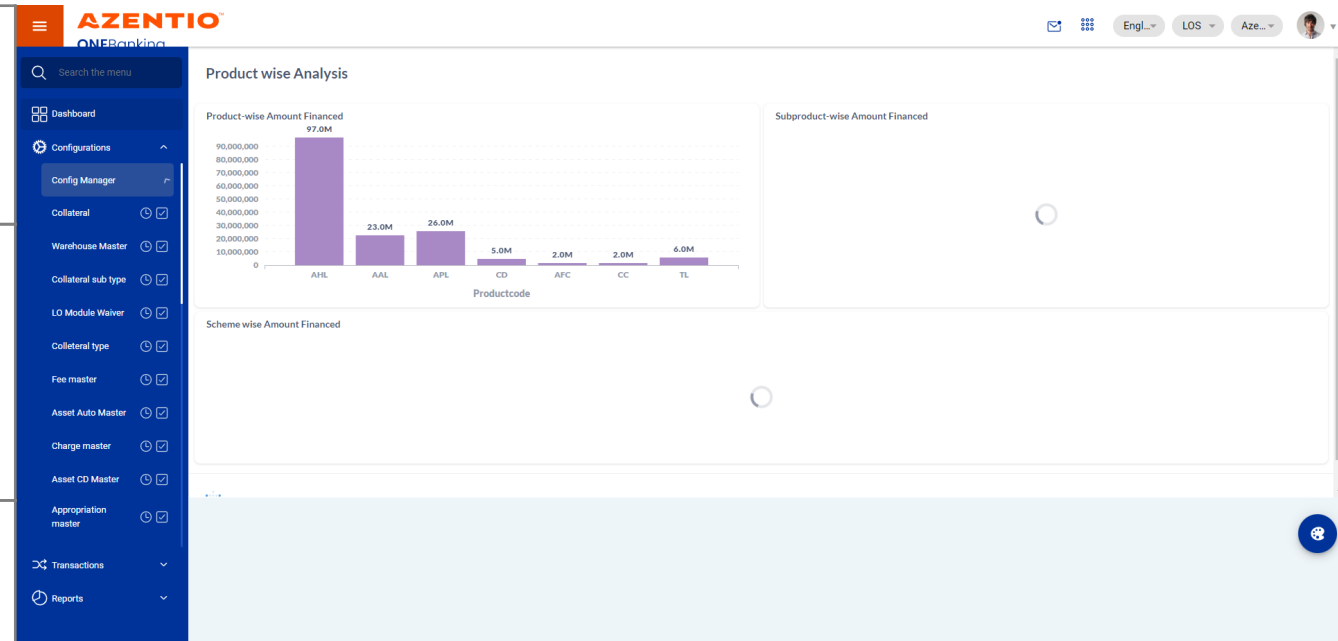 AZENTIO™
ONEBanking
Engl...
LOS
Aze...
Search the menu
Dashboard
Configurations
Config Manager
Collateral
Warehouse Master
Collateral sub type
LO Module Waiver
Colleteral type
Fee master
Asset Auto Master
Charge master
Asset CD Master
Appropriation
master
Transactions
Reports
Product wise Analysis
Product-wise Amount Financed
97.0M
90,000,000
80,000,000
70,000,000
60,000,000
50,000,000
40,000,000
30,000,000
20,000,000
10,000,000
0
23.0M
26.0M
5.0M
2.0M
2.0M
6.0M
AHL
AAL
APL
CD
AFC
CC
TL
Productcode
Subproduct-wise Amount Financed
Scheme wise Amount Financed